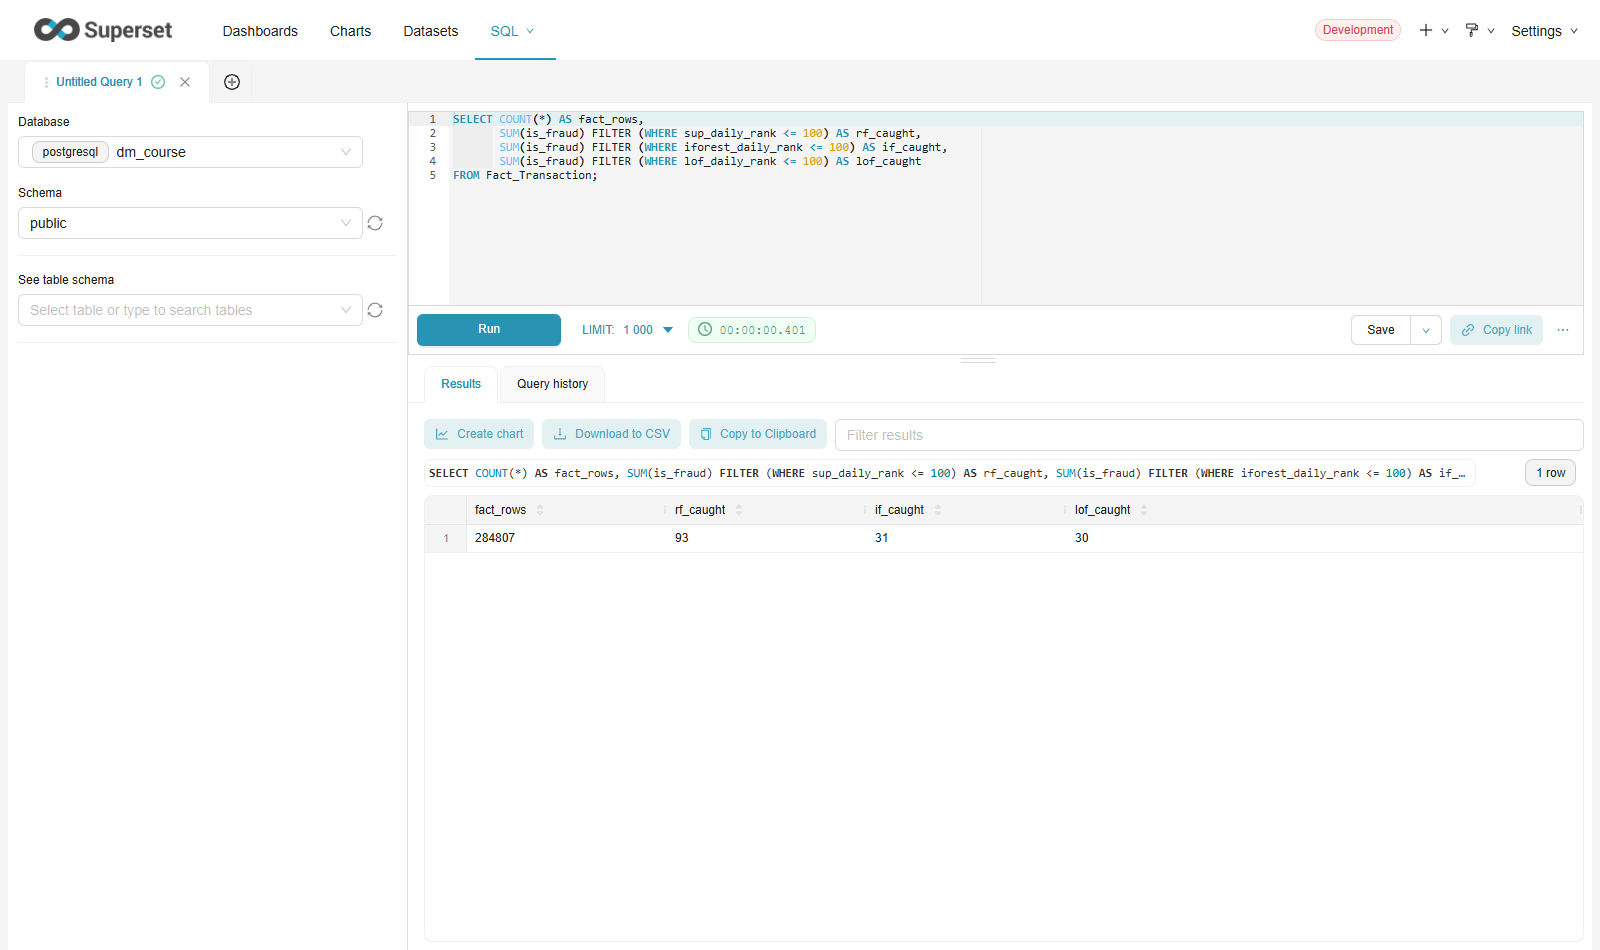 Superset
Dashboards
Charts
Datasets
SQL
Development
Settings
Untitled Query 1
Database
postgresql dm_course
Schema
public
See table schema
Select table or type to search tables
1 SELECT COUNT(*) AS fact_rows,
2 SUM(is_fraud) FILTER (WHERE sup_daily_rank <= 100) AS rf_caught,
3 SUM(is_fraud) FILTER (WHERE iforest_daily_rank <= 100) AS if_caught,
4 SUM(is_fraud) FILTER (WHERE lof_daily_rank <= 100) AS lof_caught
5 FROM Fact_Transaction;
Run
LIMIT: 1 000
00:00:00.401
Save
Copy link
Results
Query history
Create chart
Download to CSV
Copy to Clipboard
Filter results
SELECT COUNT(*) AS fact_rows, SUM(is_fraud) FILTER (WHERE sup_daily_rank <= 100) AS rf_caught, SUM(is_fraud) FILTER (WHERE iforest_daily_rank <= 100) AS if_…
1 row
fact_rows rf_caught if_caught lof_caught
1 284807 93 31 30